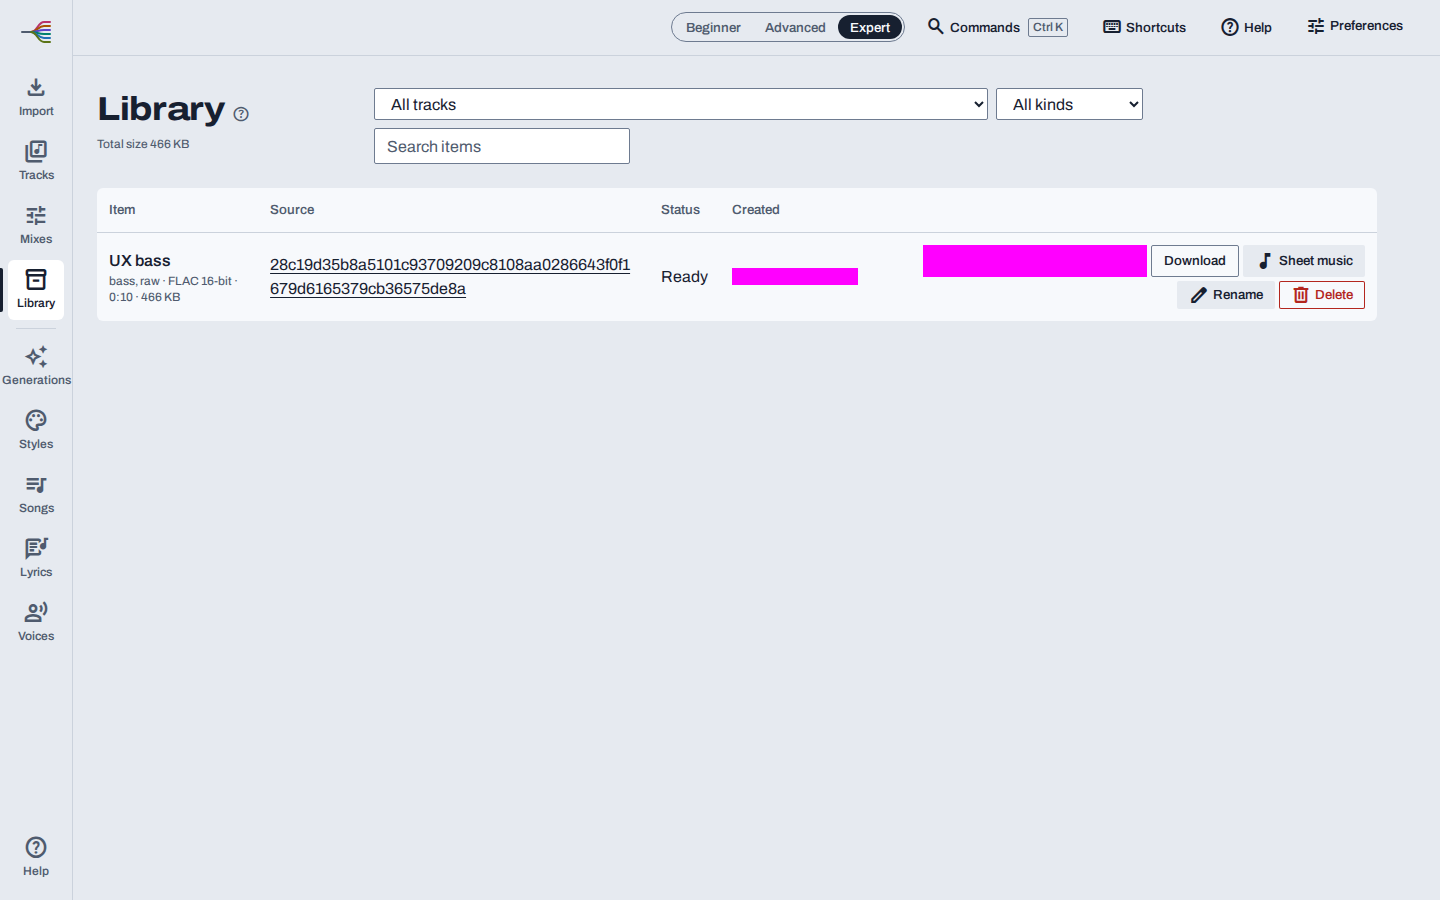 Beginner Advanced Expert Commands Ctrl K Shortcuts Help Preferences
Import
Tracks
Mixes
Library
Generations
Styles
Songs
Lyrics
Voices
Help
Library
Total size 466 KB
All tracks All kinds
Search items
Item Source Status Created
UX bass
bass, raw · FLAC 16-bit ·
0:10 · 466 KB
28c19d35b8a5101c93709209c8108aa0286643f0f1
679d6165379cb36575de8a
Ready
Download Sheet music
Rename Delete